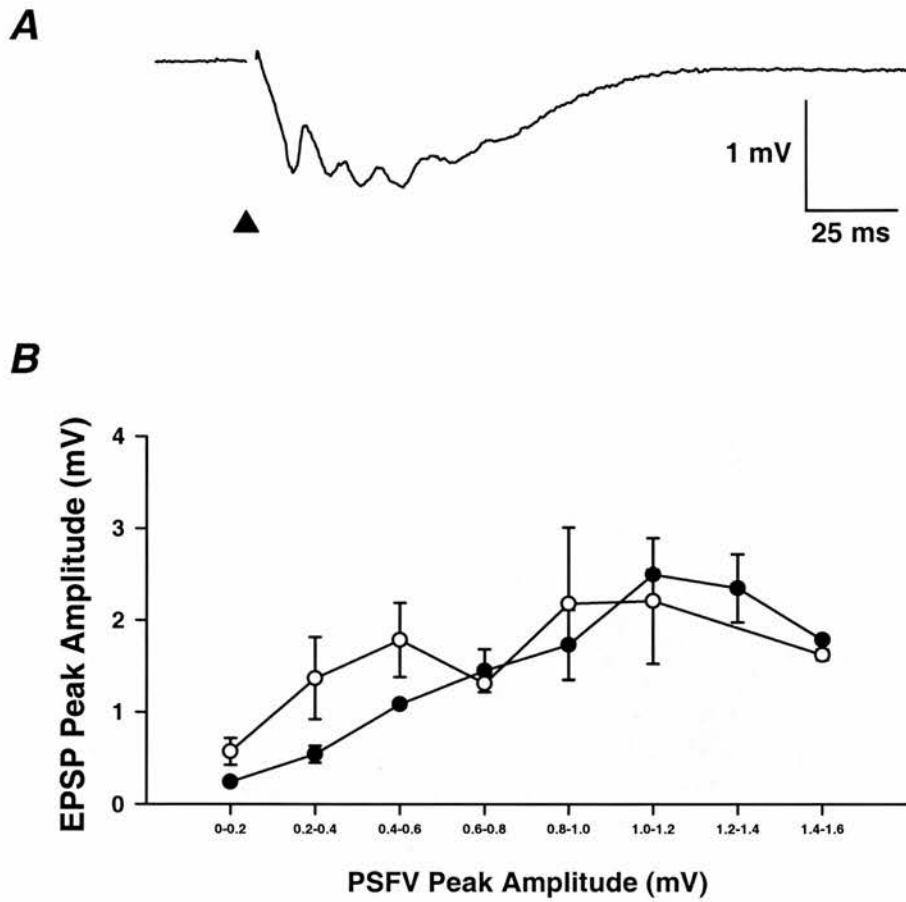 A
1 mV
25 ms
B
EPSP Peak Amplitude (mV)
4
3
2
1
0
0-0.2 0.2-0.4 0.4-0.6 0.6-0.8 0.8-1.0 1.0-1.2 1.2-1.4 1.4-1.6
PSFV Peak Amplitude (mV)